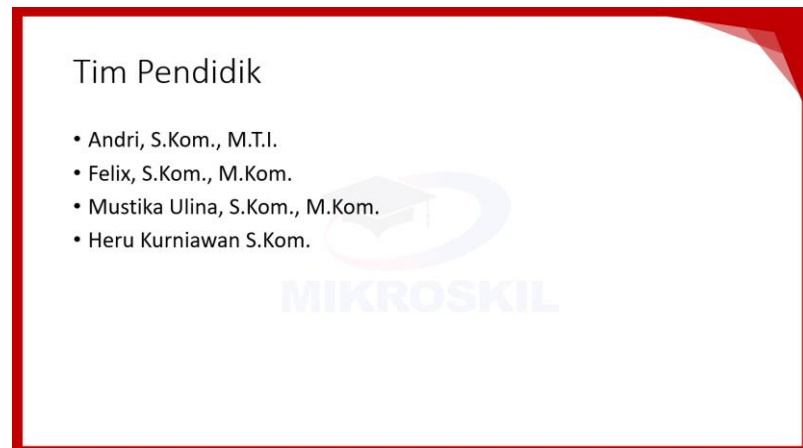 Tim Pendidik
• Andri, S.Kom., M.T.I.
• Felix, S.Kom., M.Kom.
• Mustika Ulina, S.Kom., M.Kom.
• Heru Kurniawan S.Kom.
MIKROSKIL